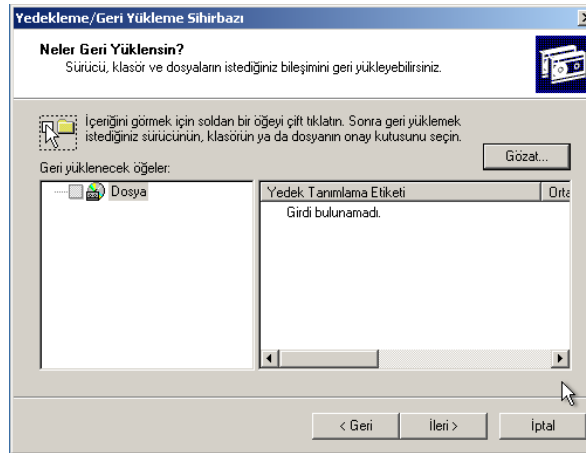 Yedekleme/Geri Yükleme Sihirbazı
Neler Geri Yüklensin?
Sürücü, klasör ve dosyaların istediğiniz bileşimini geri yükleyebilirsiniz.
İçeriğini görmek için soldan bir öğeyi çift tıklatın. Sonra geri yüklemek
istediğiniz sürücünün, klasörün ya da dosyanın onay kutusunu seçin.
Gözat...
Geri yüklenecek öğeler:
Dosya
Yedek Tanımlama Etiketi
Orta
Girdi bulunamadı.
< Geri
İleri >
İptal